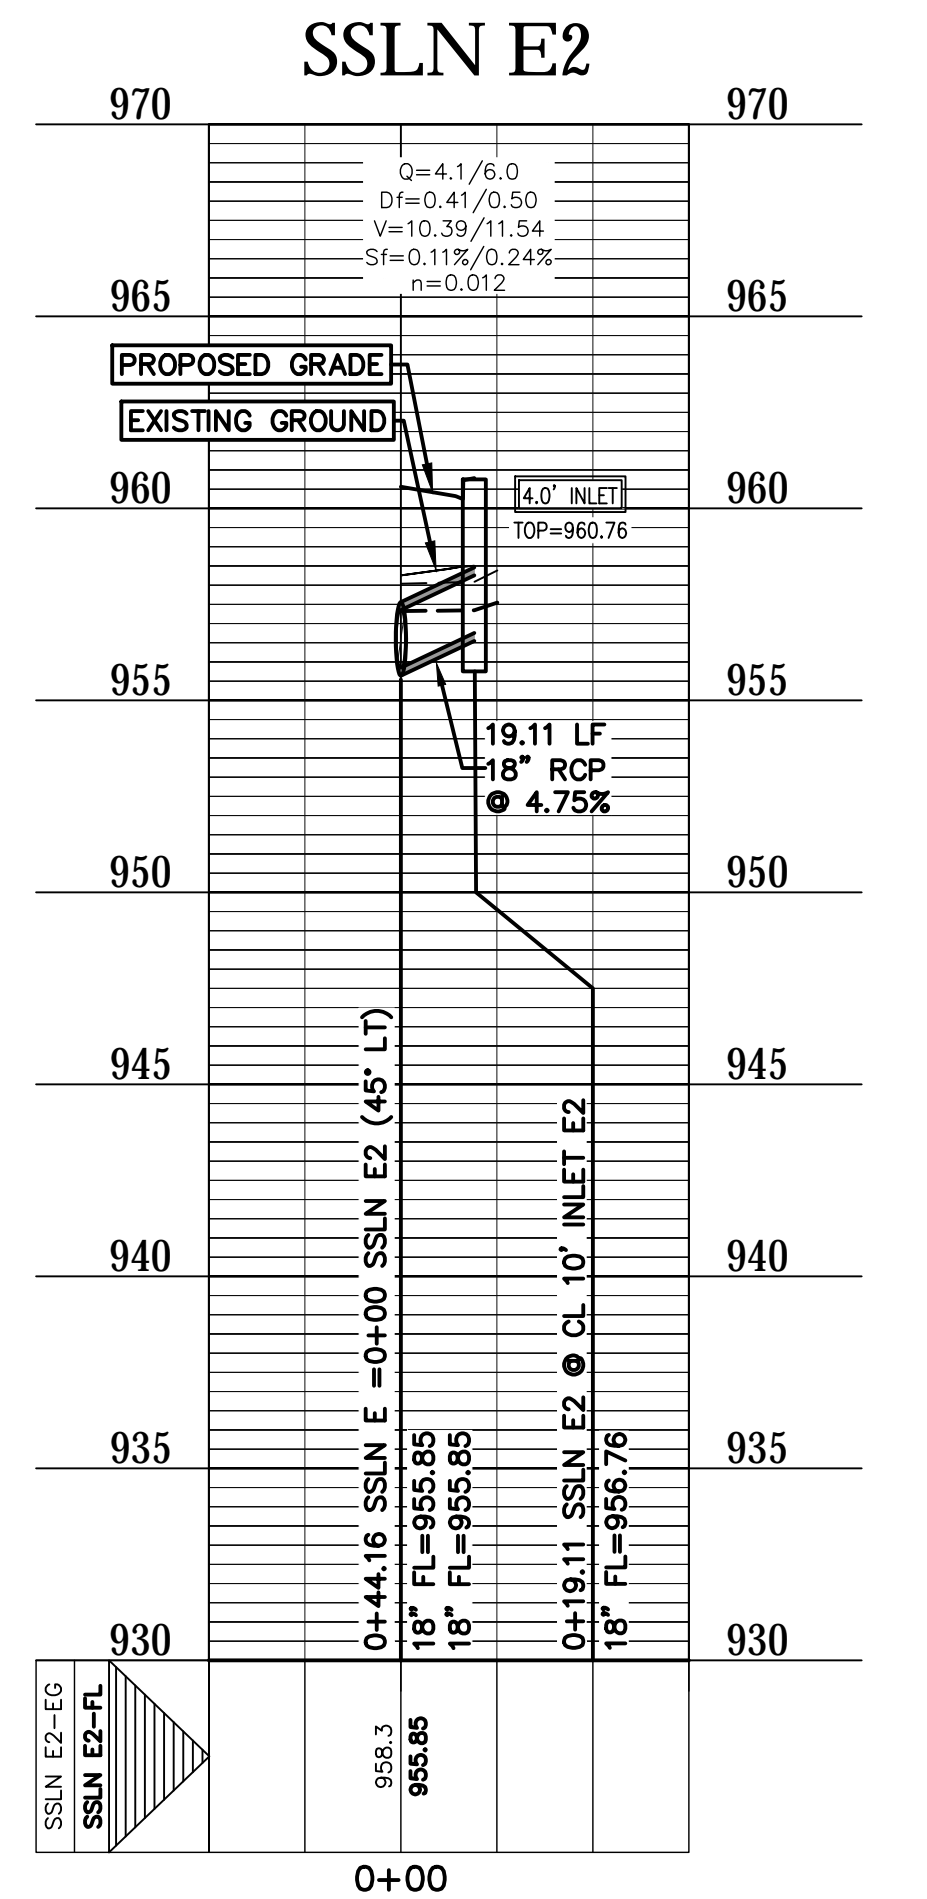 SSLN E2
970
970
Q=4.1/6.0
Df=0.41/0.50
V=10.39/11.54
Sf=0.11%/0.24%
n=0.012
965
965
PROPOSED GRADE
EXISTING GROUND
960
960
4.0' INLET
TOP=960.76
955
955
19.11 LF
18" RCP
@ 4.75%
950
950
945
945
940
940
935
935
930
930
0+44.16 SSLN E =0+00 SSLN E2 (45° LT)
18" FL=955.85
18" FL=955.85
0+19.11 SSLN E2 @ CL 10' INLET E2
18" FL=956.76
SSLN E2-EG
SSLN E2-FL
958.3
955.85
0+00